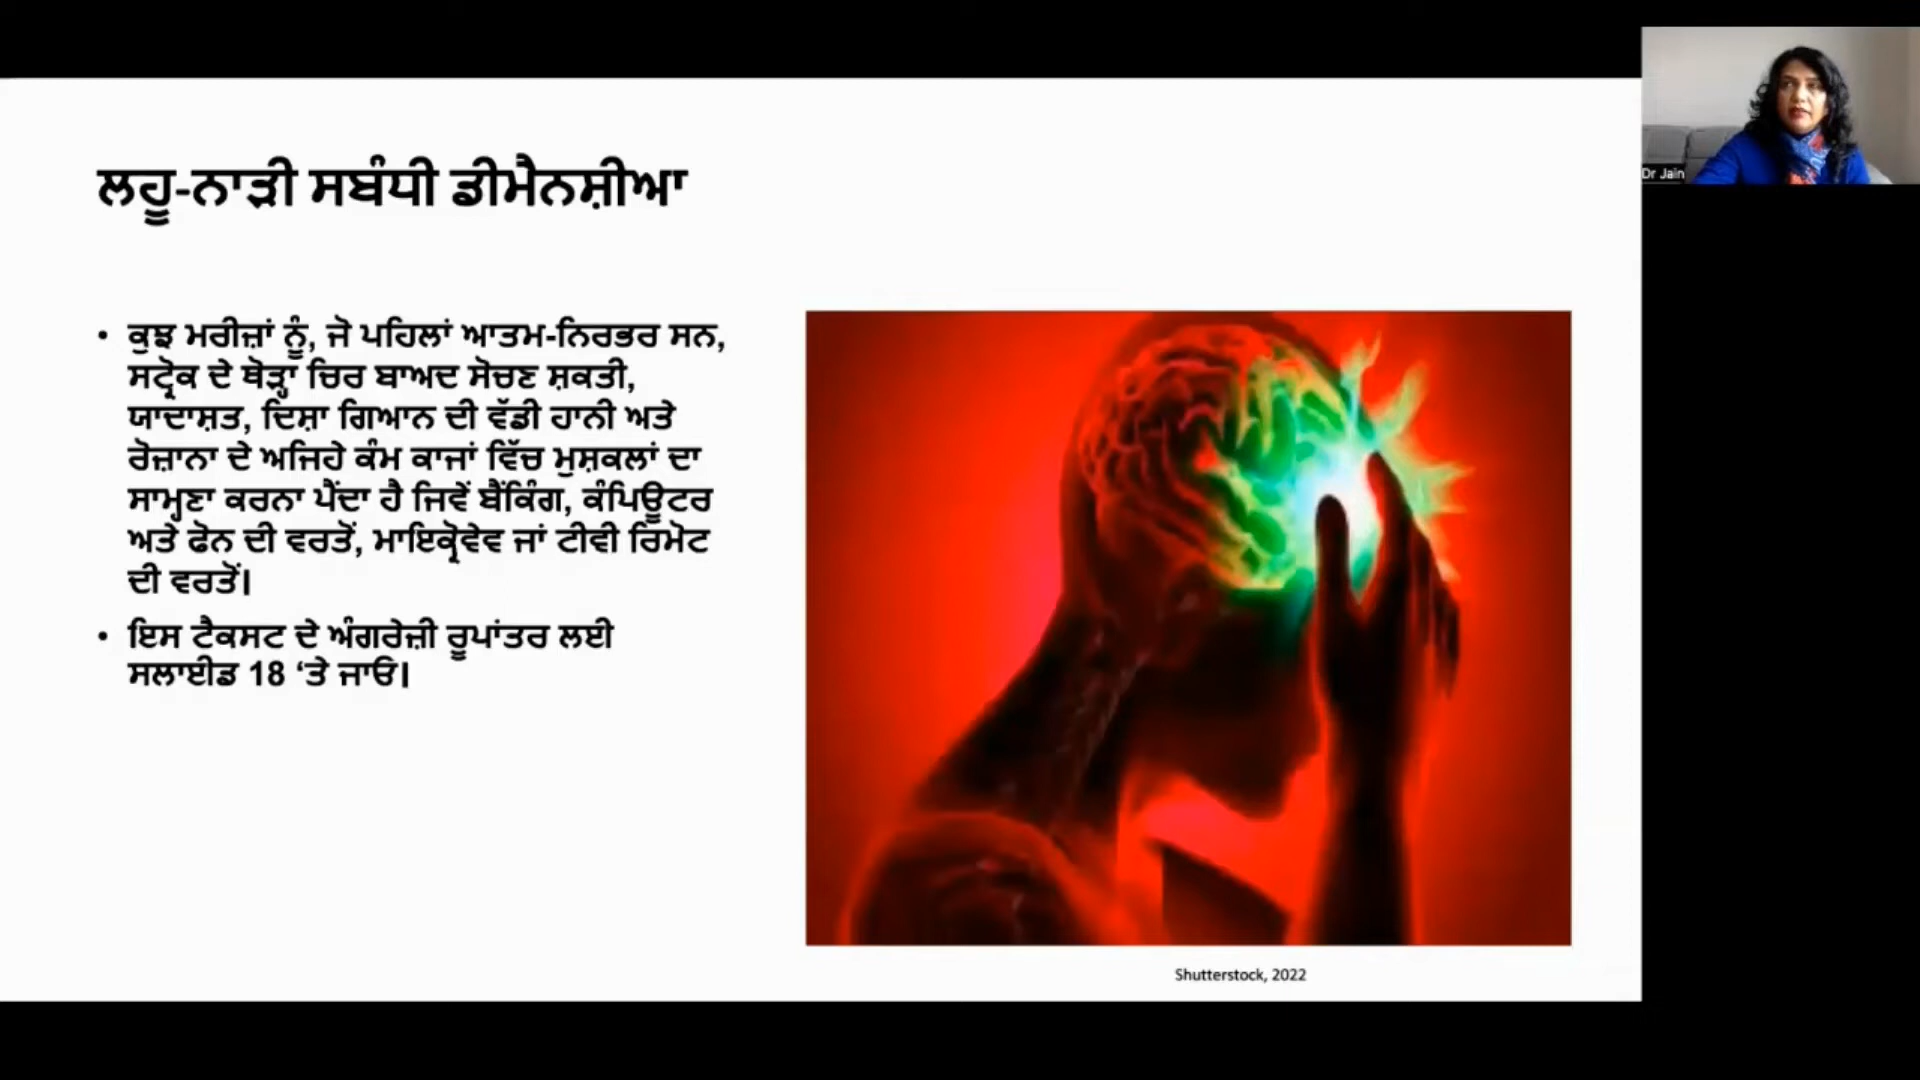 ਲਹੂ-ਨਾੜੀ ਸਬੰਧੀ ਡੀਮੈਨਸ਼ੀਆ
• ਕੁਝ ਮਰੀਜ਼ਾਂ ਨੂੰ, ਜੋ ਪਹਿਲਾਂ ਆਤਮ-ਨਿਰਭਰ ਸਨ,
ਸਟ੍ਰੋਕ ਦੇ ਥੋੜ੍ਹਾ ਚਿਰ ਬਾਅਦ ਸੋਚਣ ਸ਼ਕਤੀ,
ਯਾਦਾਸ਼ਤ, ਦਿਸ਼ਾ ਗਿਆਨ ਦੀ ਵੱਡੀ ਹਾਨੀ ਅਤੇ
ਰੋਜ਼ਾਨਾ ਦੇ ਅਜਿਹੇ ਕੰਮ ਕਾਜਾਂ ਵਿੱਚ ਮੁਸ਼ਕਲਾਂ ਦਾ
ਸਾਮ੍ਹਣਾ ਕਰਨਾ ਪੈਂਦਾ ਹੈ ਜਿਵੇਂ ਬੈਂਕਿੰਗ, ਕੰਪਿਊਟਰ
ਅਤੇ ਫੋਨ ਦੀ ਵਰਤੋਂ, ਮਾਇਕ੍ਰੋਵੇਵ ਜਾਂ ਟੀਵੀ ਰਿਮੋਟ
ਦੀ ਵਰਤੋਂ।
• ਇਸ ਟੈਕਸਟ ਦੇ ਅੰਗਰੇਜ਼ੀ ਰੂਪਾਂਤਰ ਲਈ
ਸਲਾਈਡ 18 ‘ਤੇ ਜਾਓ।
Shutterstock, 2022
Dr Jain